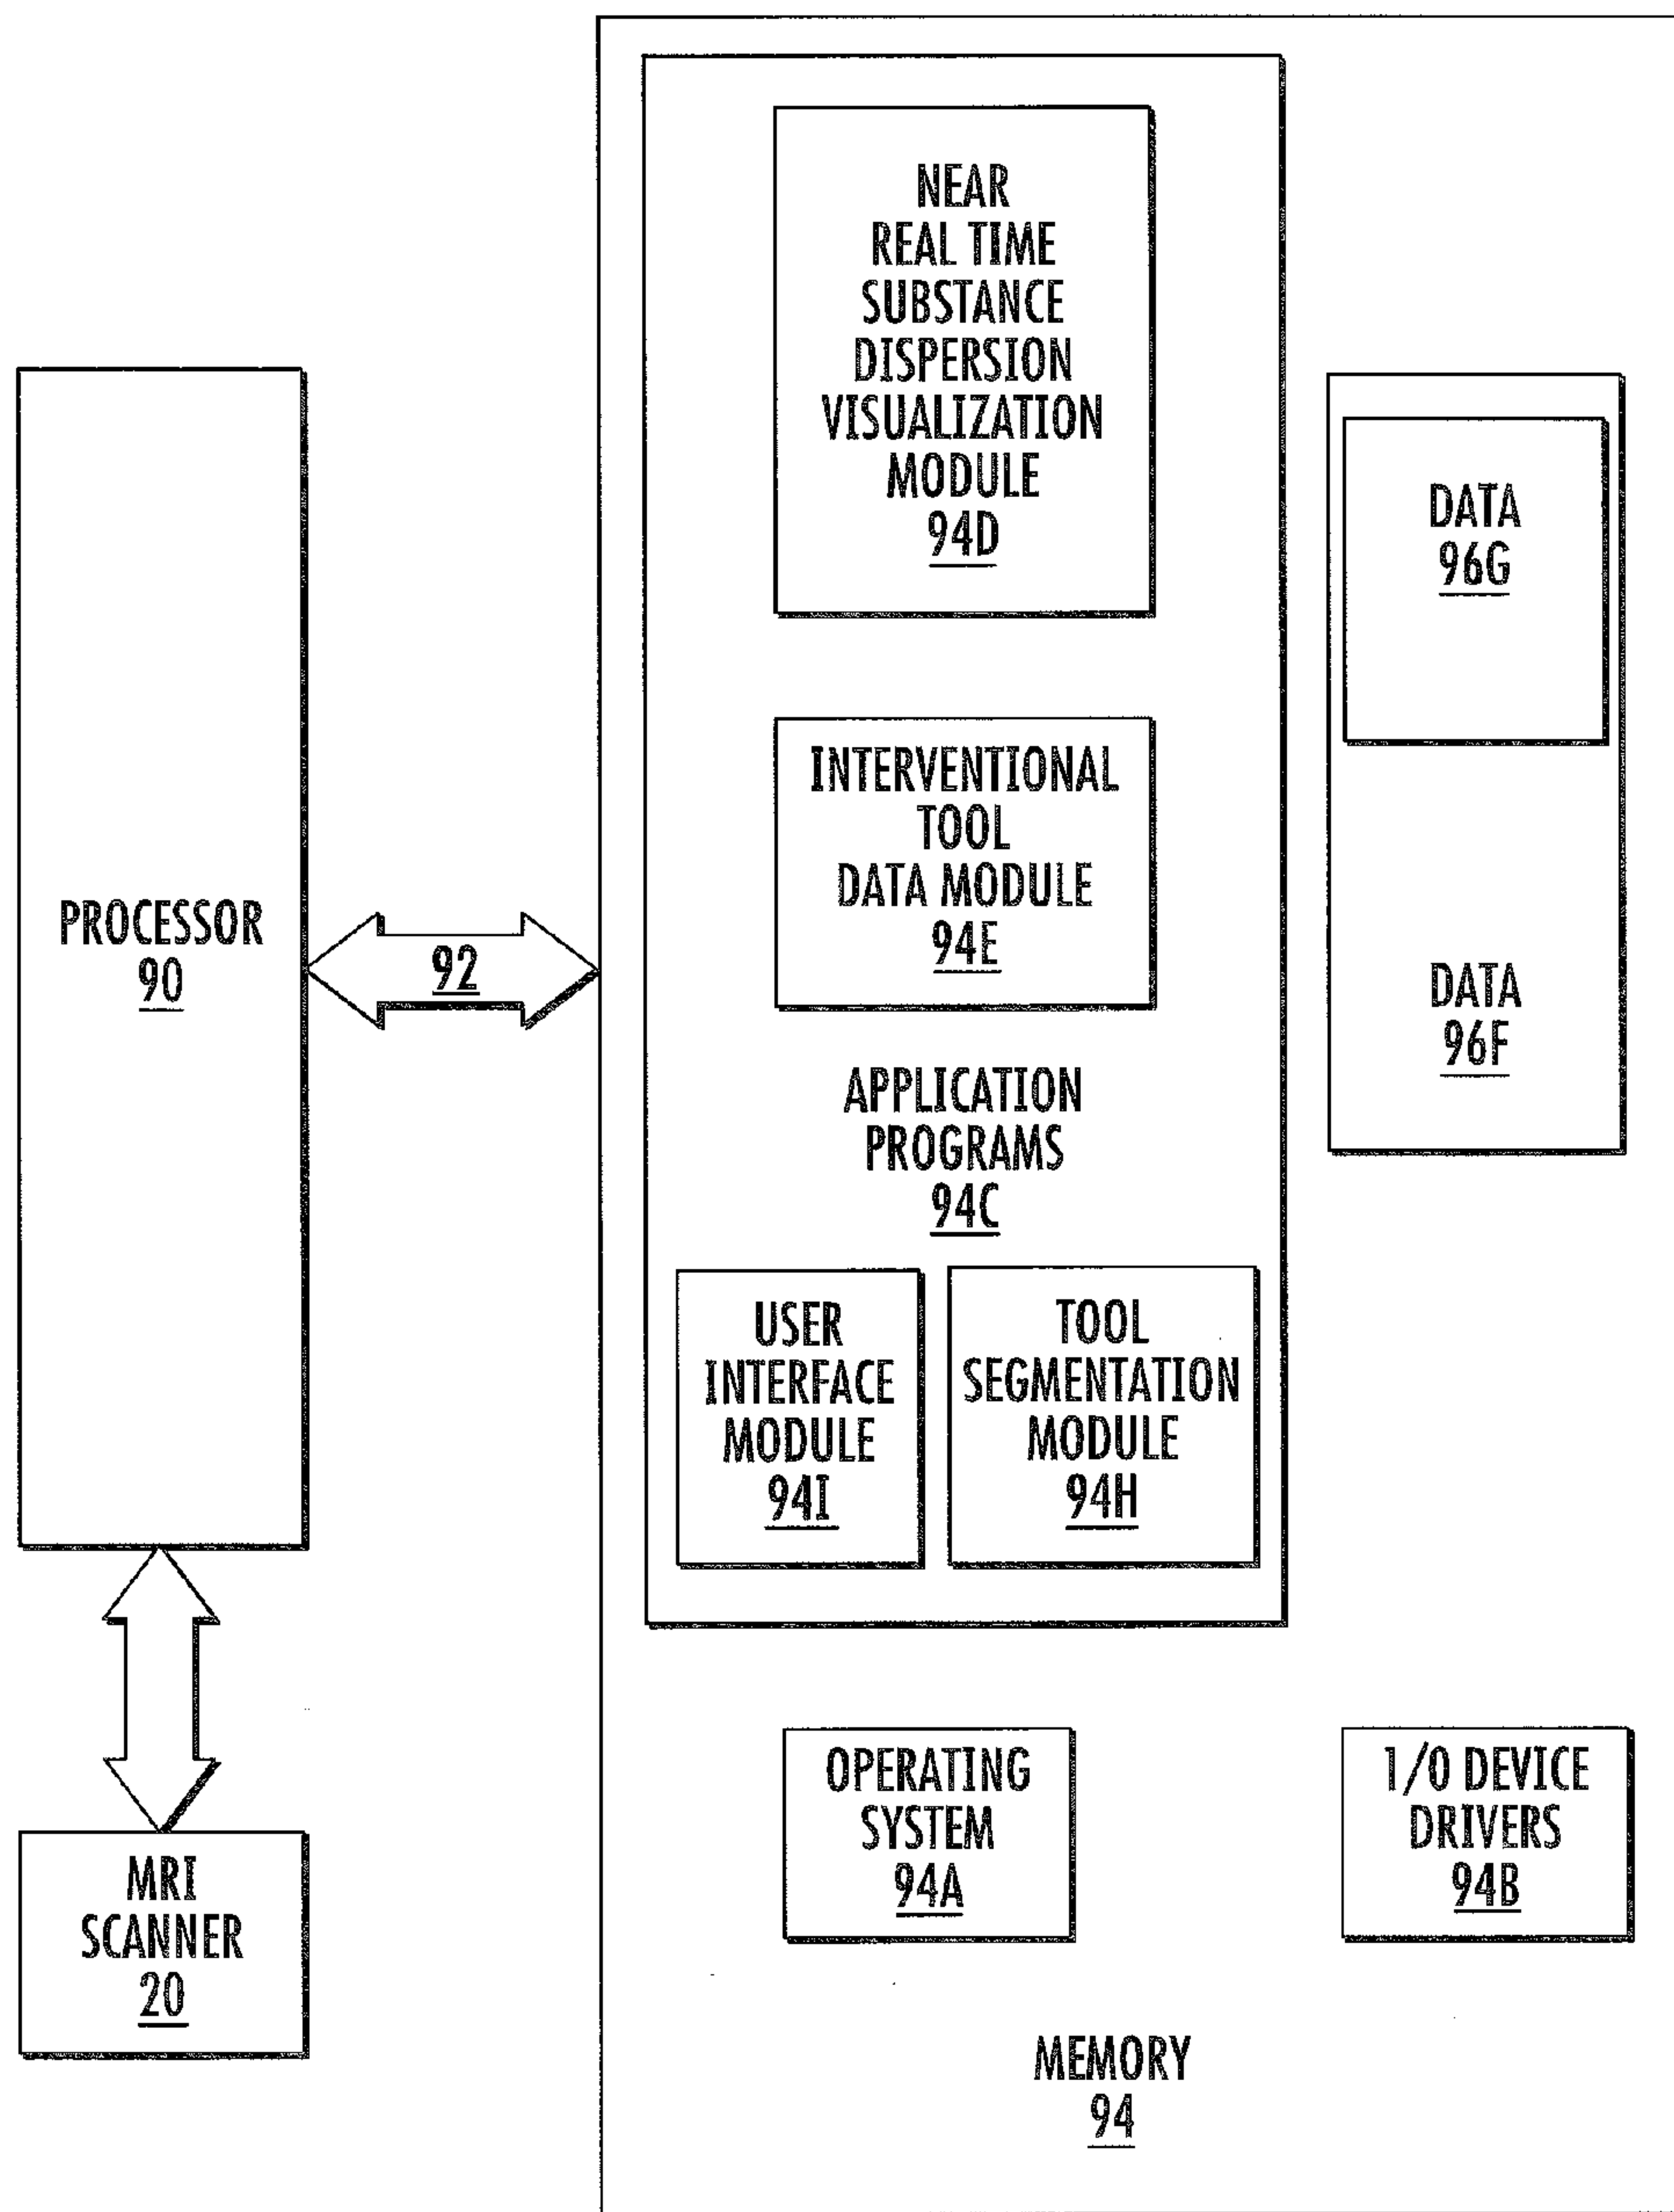 NEAR
REAL TIME
SUBSTANCE
DISPERSION
VISUALIZATION
MODULE
94D
DATA
96G
INTERVENTIONAL
TOOL
DATA MODULE
94E
PROCESSOR
90
92
DATA
96F
APPLICATION
PROGRAMS
94C
USER
INTERFACE
MODULE
94I
TOOL
SEGMENTATION
MODULE
94H
OPERATING
SYSTEM
94A
I/O DEVICE
DRIVERS
94B
MRI
SCANNER
20
MEMORY
94